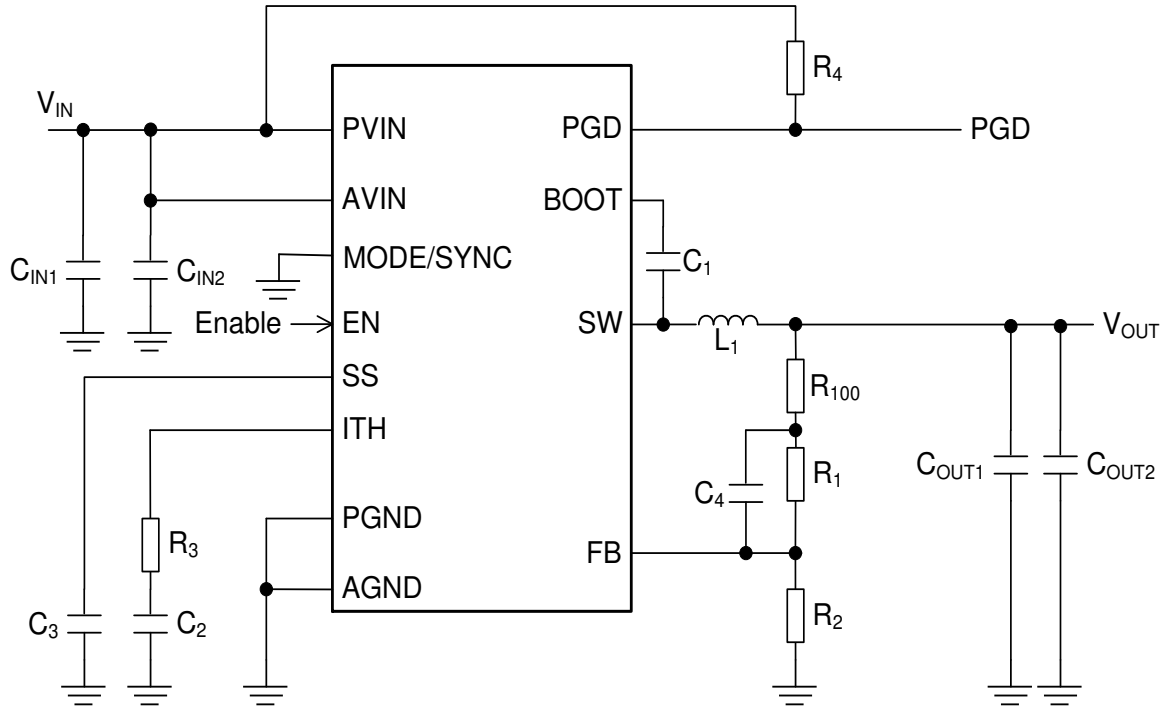 R4
VIN
PVIN
PGD
PGD
AVIN
BOOT
MODE/SYNC
C1
CIN1
CIN2
Enable
EN
SW
L1
VOUT
SS
R100
ITH
C4
R1
COUT1
COUT2
PGND
R3
FB
AGND
C3
C2
R2